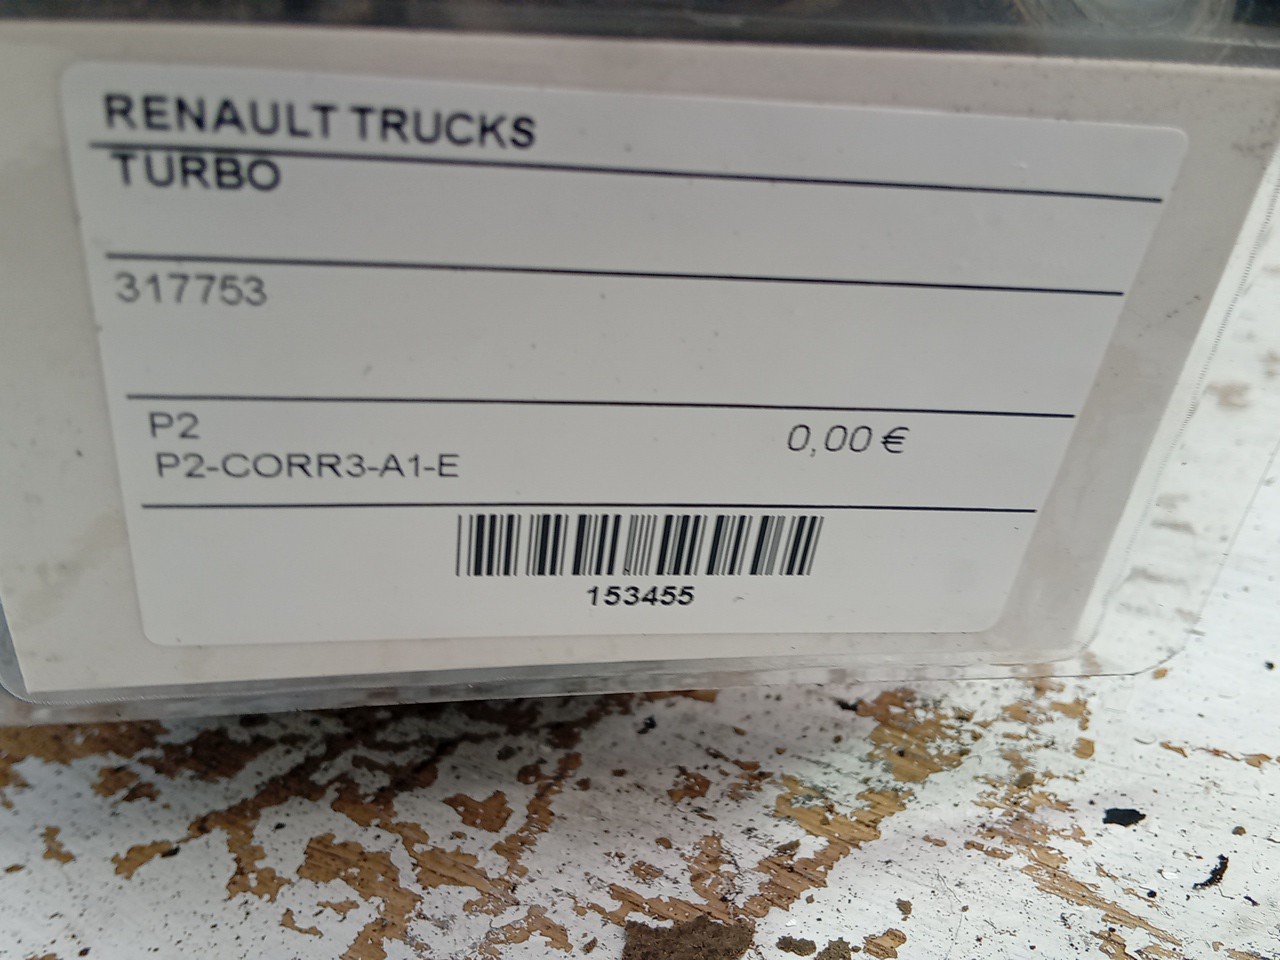 RENAULT TRUCKS
TURBO
317753
P2
0,00 €
P2-CORR3-A1-E
153455